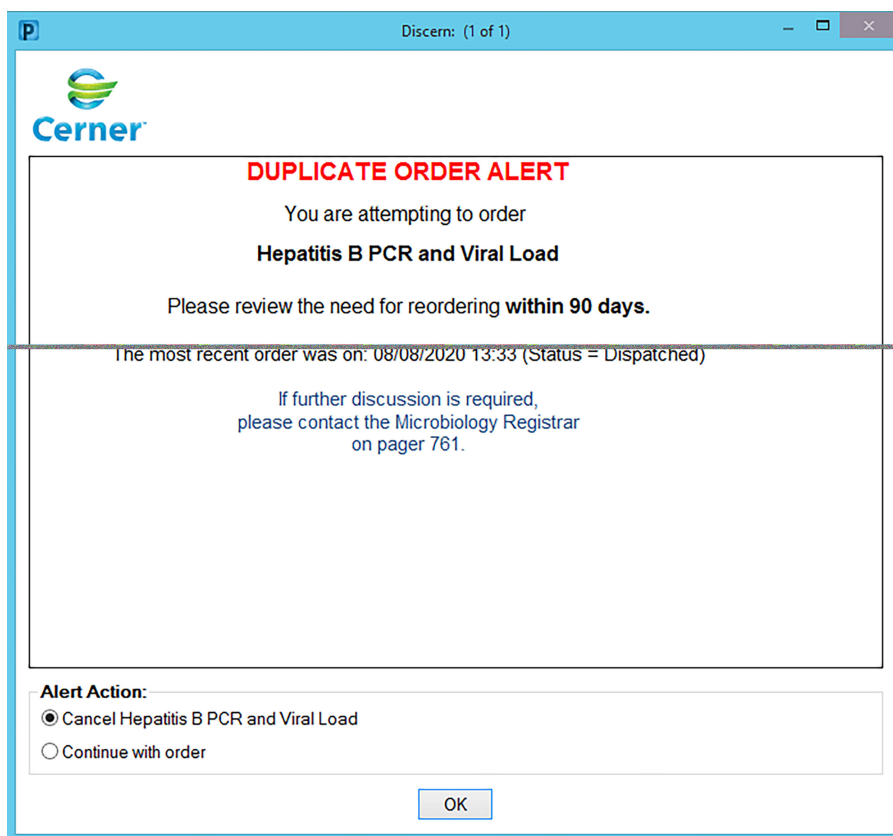 Discern: (1 of 1)
Cerner
DUPLICATE ORDER ALERT
You are attempting to order
Hepatitis B PCR and Viral Load
Please review the need for reordering within 90 days.
The most recent order was on: 08/08/2020 13:33 (Status = Dispatched)
If further discussion is required,
please contact the Microbiology Registrar
on pager 761.
Alert Action:
Cancel Hepatitis B PCR and Viral Load
Continue with order
OK